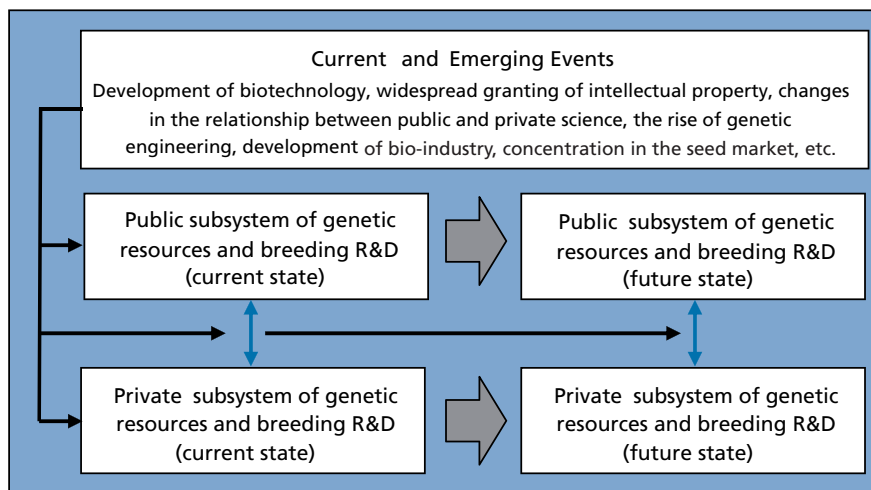 Current and Emerging Events
Development of biotechnology, widespread granting of intellectual property, changes
in the relationship between public and private science, the rise of genetic
engineering, development of bio-industry, concentration in the seed market, etc.
Public subsystem of genetic
resources and breeding R&D
(current state)
Public subsystem of genetic
resources and breeding R&D
(future state)
Private subsystem of genetic
resources and breeding R&D
(current state)
Private subsystem of genetic
resources and breeding R&D
(future state)